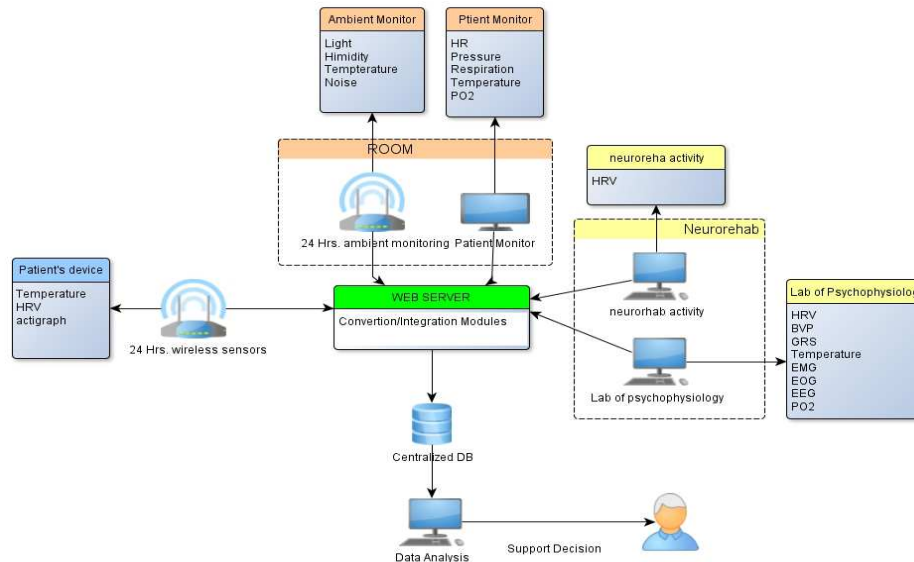 Ambient Monitor
Light
Himidity
Tempterature
Noise
Ptient Monitor
HR
Pressure
Respiration
Temperature
PO2
ROOM
24 Hrs. ambient monitoring
Patient Monitor
neuroreha activity
HRV
Neurorehab
neurorhab activity
Lab of psychophysiology
Patient's device
Temperature
HRV
actigraph
24 Hrs. wireless sensors
WEB SERVER
Convertion/Integration Modules
Lab of Psychophysiolog
HRV
BVP
GRS
Temperature
EMG
EOG
EEG
PO2
Centralized DB
Data Analysis
Support Decision